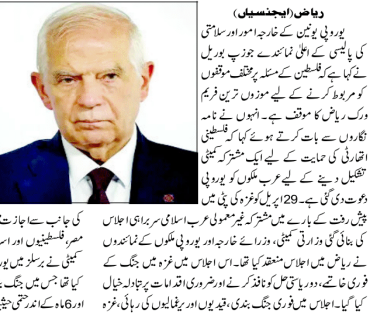 ریاض (ایجنسیاں)
یوروپی یونین کے خارجہ امور اور سلامتی
کی پالیسی کے اعلیٰ نمائندے جوزپ بوریل
نے کہا ہے کہ فلسطین کے مسئلہ پر مختلف موقفوں
کو مربوط کرنے کے لیے موزوں ترین فریم
ورک ریاض کا موقف ہے۔ انہوں نے نامہ
نگاروں سے بات کرتے ہوئے کہا کہ فلسطینی
اتھارٹی کی حمایت کے لیے ایک مشترکہ کمیٹی
تشکیل دینے کے لیے عرب ملکوں کو یوروپی
دعوت دی گئی ہے۔ 29 اپریل کو غزہ کی پٹی میں
پیش رفت کے بارے میں مشترکہ غیر معمولی عرب اسلامی سربراہی اجلاس
کی بنائی گئی وزارتی کمیٹی، وزرائے خارجہ اور یوروپی ملکوں کے نمائندوں
نے ریاض میں اجلاس منعقد کیا تھا۔ اس اجلاس میں غزہ میں جنگ کے
فوری خاتمے، دو ریاستی حل کو نافذ کرنے اور ضروری اقدامات پر تبادلہ خیال
کیا گیا۔ اجلاس میں فوری جنگ بندی، قیدیوں اور یرغمالیوں کی رہائی، غزہ
کی جانب سے اجازت
مصر، فلسطینیوں اور اسر
کمیٹی نے برسلز میں یور
کیا تھا جس میں جنگ
اور 6 ماہ کے اندر حتمی حیثیہ